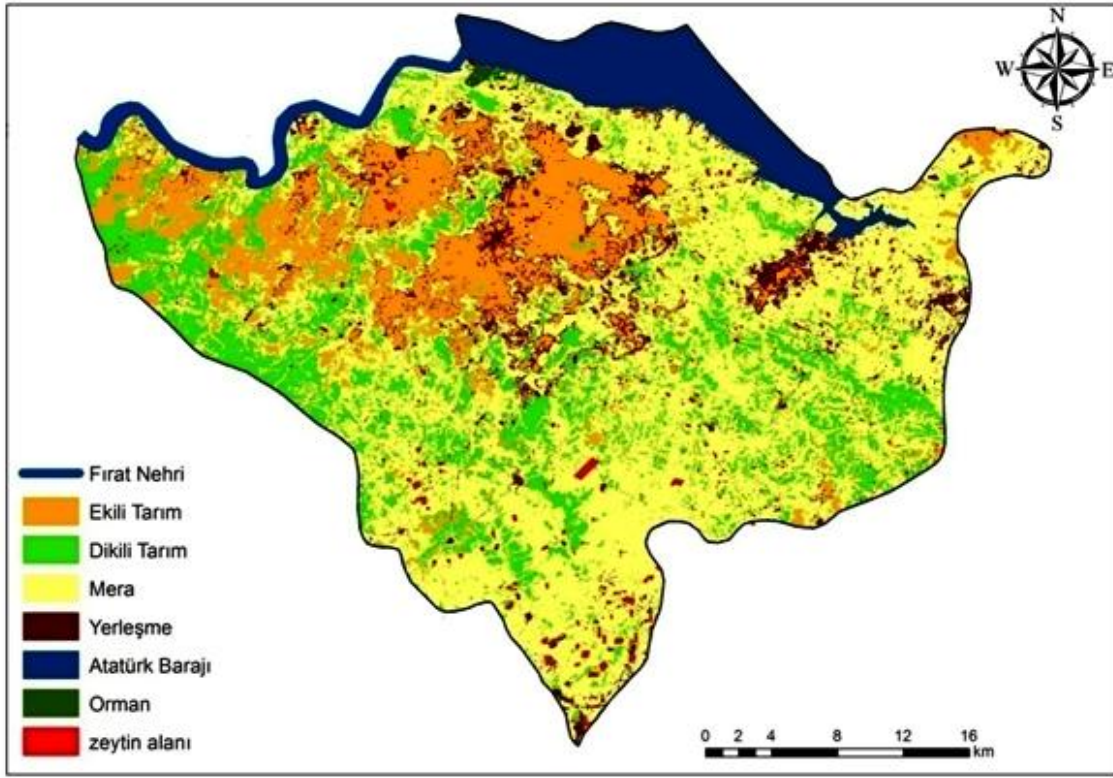 N
W E
S
Fırat Nehri
Ekili Tarım
Dikili Tarım
Mera
Yerleşme
Atatürk Barajı
Orman
zeytin alanı
0 2 4 8 12 16
km